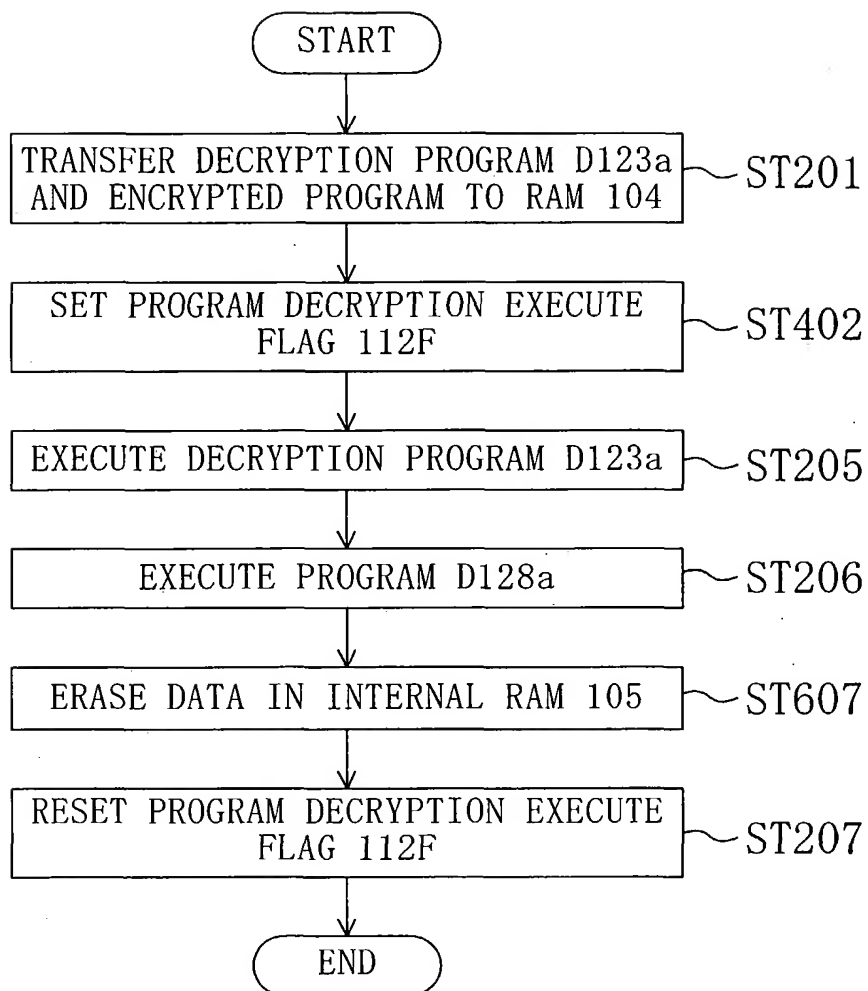 START
TRANSFER DECRYPTION PROGRAM D123a
AND ENCRYPTED PROGRAM TO RAM 104
ST201
SET PROGRAM DECRYPTION EXECUTE
FLAG 112F
ST402
EXECUTE DECRYPTION PROGRAM D123a
ST205
EXECUTE PROGRAM D128a
ST206
ERASE DATA IN INTERNAL RAM 105
ST607
RESET PROGRAM DECRYPTION EXECUTE
FLAG 112F
ST207
END